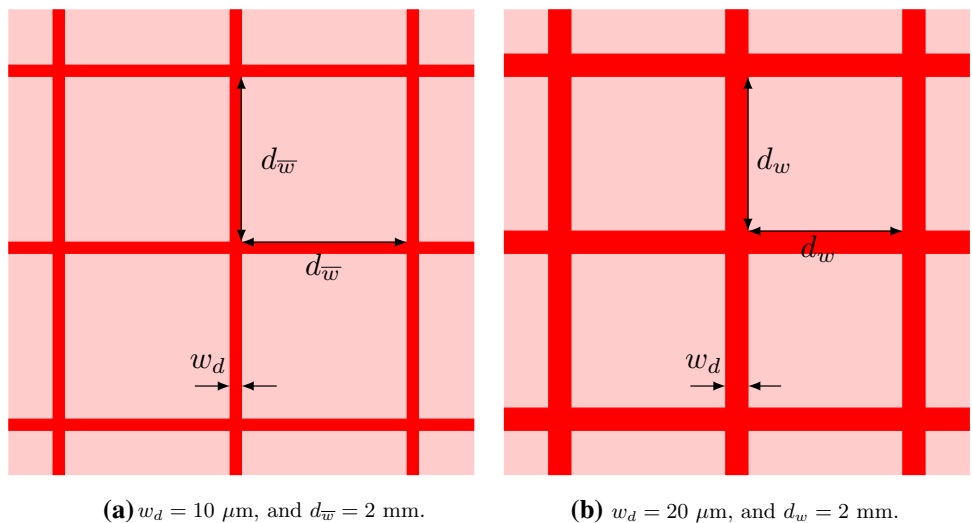 d_w̅
d_w̅
w_d
d_w
d_w
w_d
(a) w_d = 10 μm, and d_w̅ = 2 mm.
(b) w_d = 20 μm, and d_w = 2 mm.